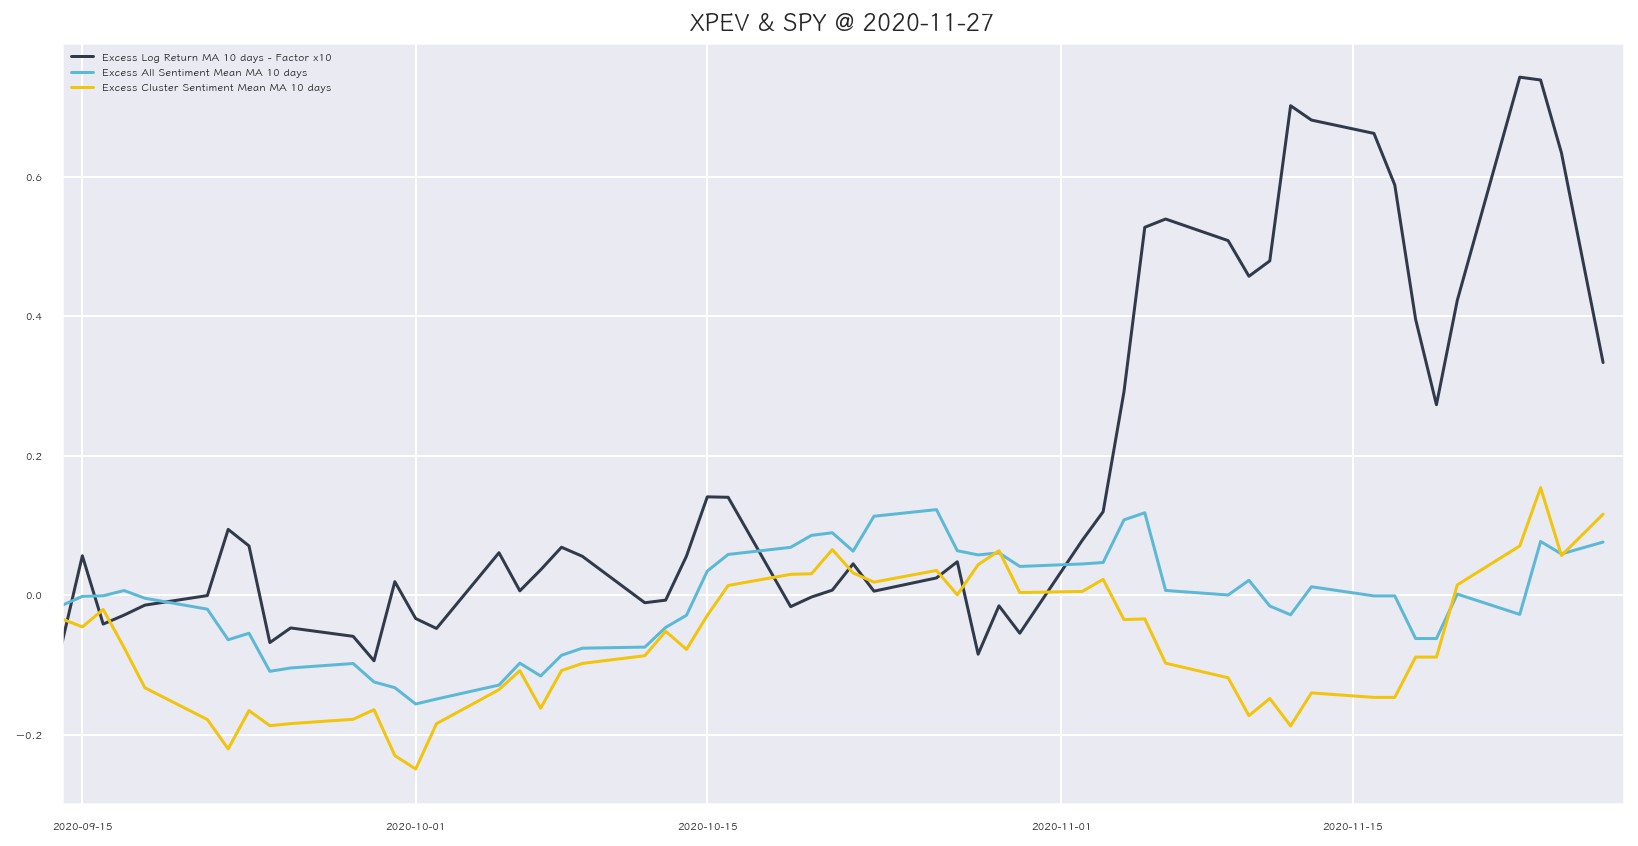 XPEV & SPY @ 2020-11-27
Excess Log Return MA 10 days - Factor x10
Excess All Sentiment Mean MA 10 days
Excess Cluster Sentiment Mean MA 10 days
0.6
0.4
0.2
0.0
−0.2
2020-09-15 2020-10-01 2020-10-15 2020-11-01 2020-11-15